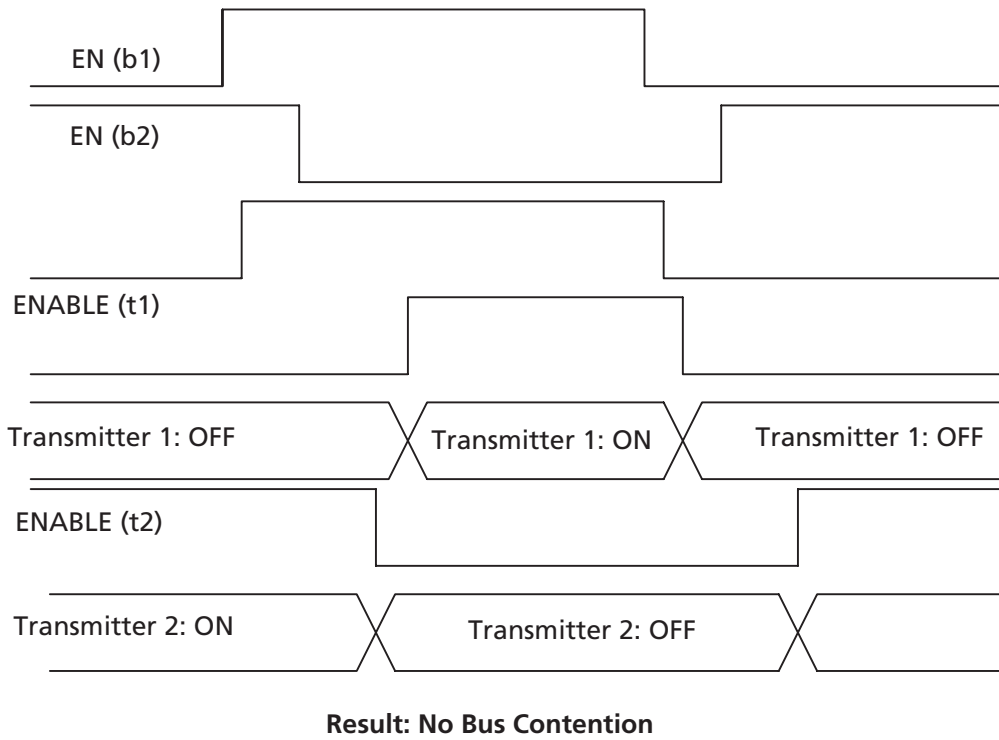 EN (b1)
EN (b2)
ENABLE (t1)
Transmitter 1: OFF
Transmitter 1: ON
Transmitter 1: OFF
ENABLE (t2)
Transmitter 2: ON
Transmitter 2: OFF
Result: No Bus Contention